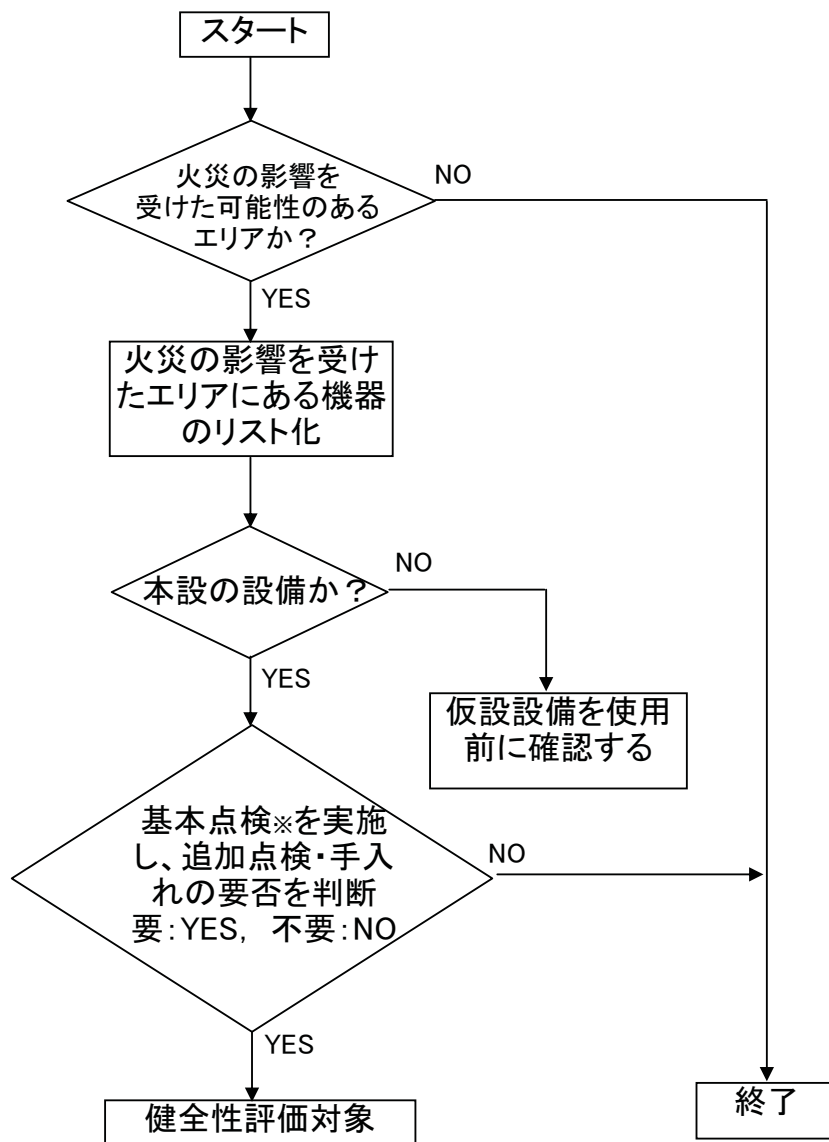 スタート
火災の影響を
受けた可能性のある
エリアか？
NO
YES
火災の影響を受け
たエリアにある機器
のリスト化
本設の設備か？
NO
YES
仮設設備を使用
前に確認する
基本点検※を実施
し、追加点検・手入
れの要否を判断
要：YES, 不要：NO
NO
YES
健全性評価対象
終了